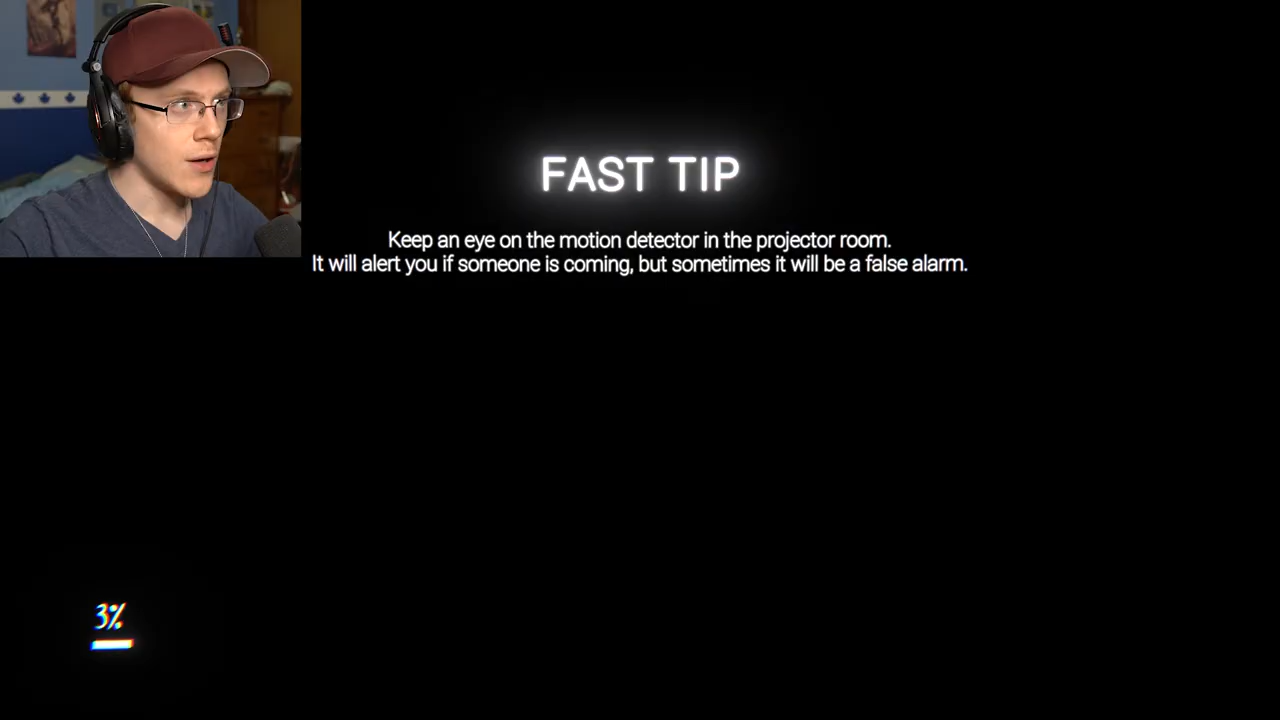 FAST TIP
Keep an eye on the motion detector in the projector room.
It will alert you if someone is coming, but sometimes it will be a false alarm.
3%